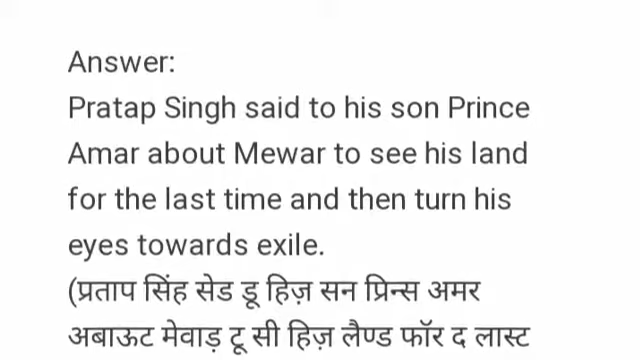 Answer:
Pratap Singh said to his son Prince
Amar about Mewar to see his land
for the last time and then turn his
eyes towards exile.
(प्रताप सिंह सेड डू हिज़ सन प्रिन्स अमर
अबाऊट मेवाड़ टू सी हिज़ लैण्ड फॉर द लास्ट